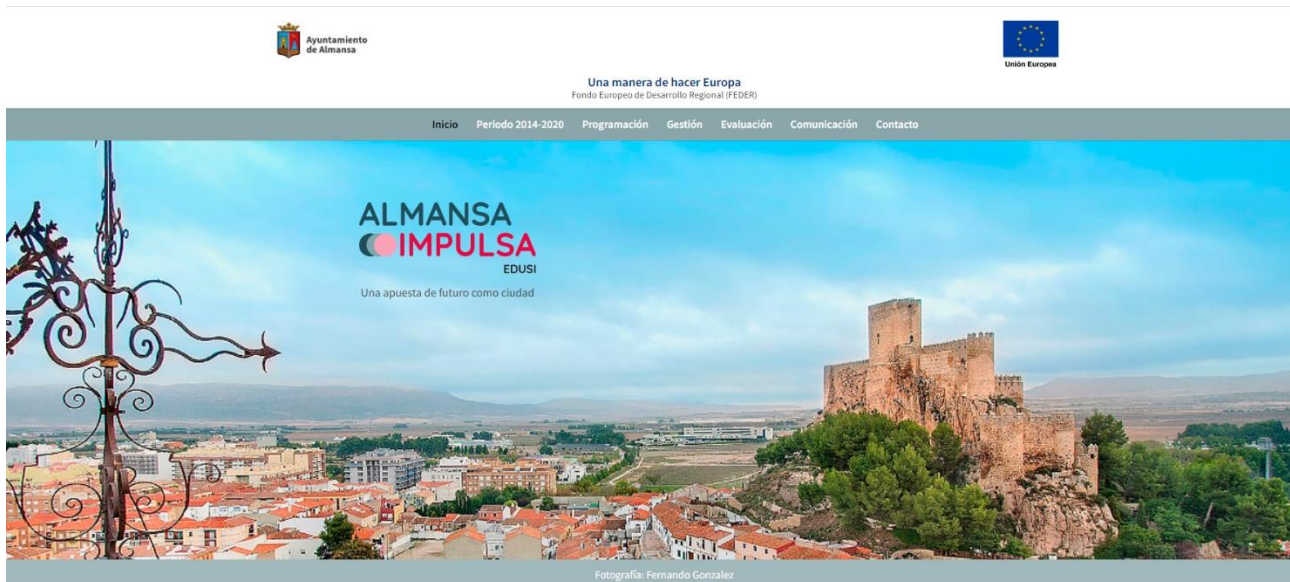 Ayuntamiento
de Almansa
Unión Europea
Una manera de hacer Europa
Fondo Europeo de Desarrollo Regional (FEDER)
Inicio Periodo 2014-2020 Programación Gestión Evaluación Comunicación Contacto
ALMANSA
IMPULSA
EDUSI
Una apuesta de futuro como ciudad
Fotografía: Fernando Gonzalez